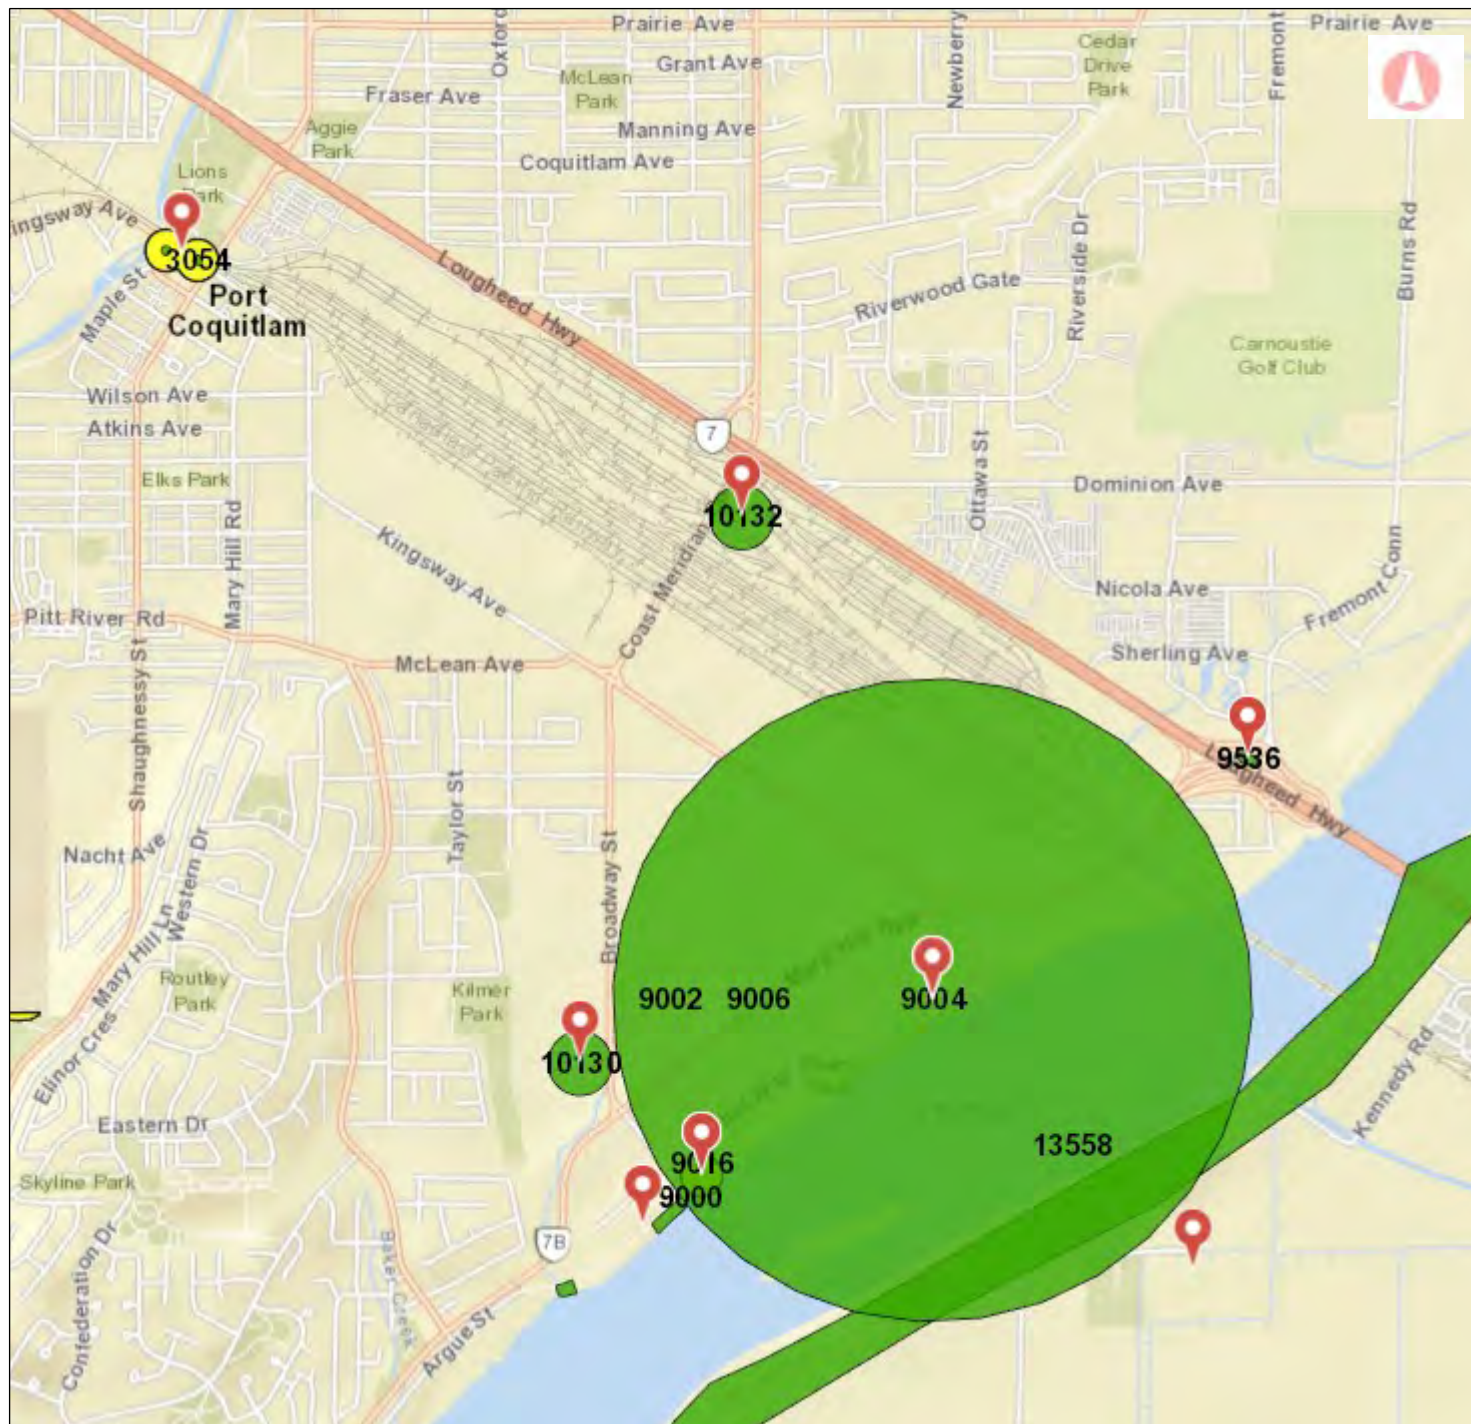 Prairie Ave
Prairie Ave
Oxford
Newberry
Fremont
Grant Ave
Cedar
Drive
Park
McLean
Park
Fraser Ave
Manning Ave
Aggie
Park
Coquitlam Ave
Lions
Park
ingsway Ave
3054
Port
Coquitlam
Maple St
Lougheed Hwy
Riverwood Gate
Riverside Dr
Burns Rd
Carnoustie
Golf Club
Wilson Ave
Atkins Ave
7
Elks Park
Mary Hill Rd
10132
Ottawa St
Dominion Ave
Kingsway Ave
Coast Meridian
Nicola Ave
Fremont Conn
Pitt River Rd
McLean Ave
Sherling Ave
Shaughnessy St
9536
Lougheed Hwy
Taylor St
Broadway St
Nacht Ave
Western Dr
Mary Hill Ln
Routley
Park
Kilmer
Park
9002
9006
9004
Elinor Cres
10130
Kennedy Rd
Eastern Dr
13558
9016
9000
Skyline Park
7B
Baker Creek
Confederation Dr
Argue St